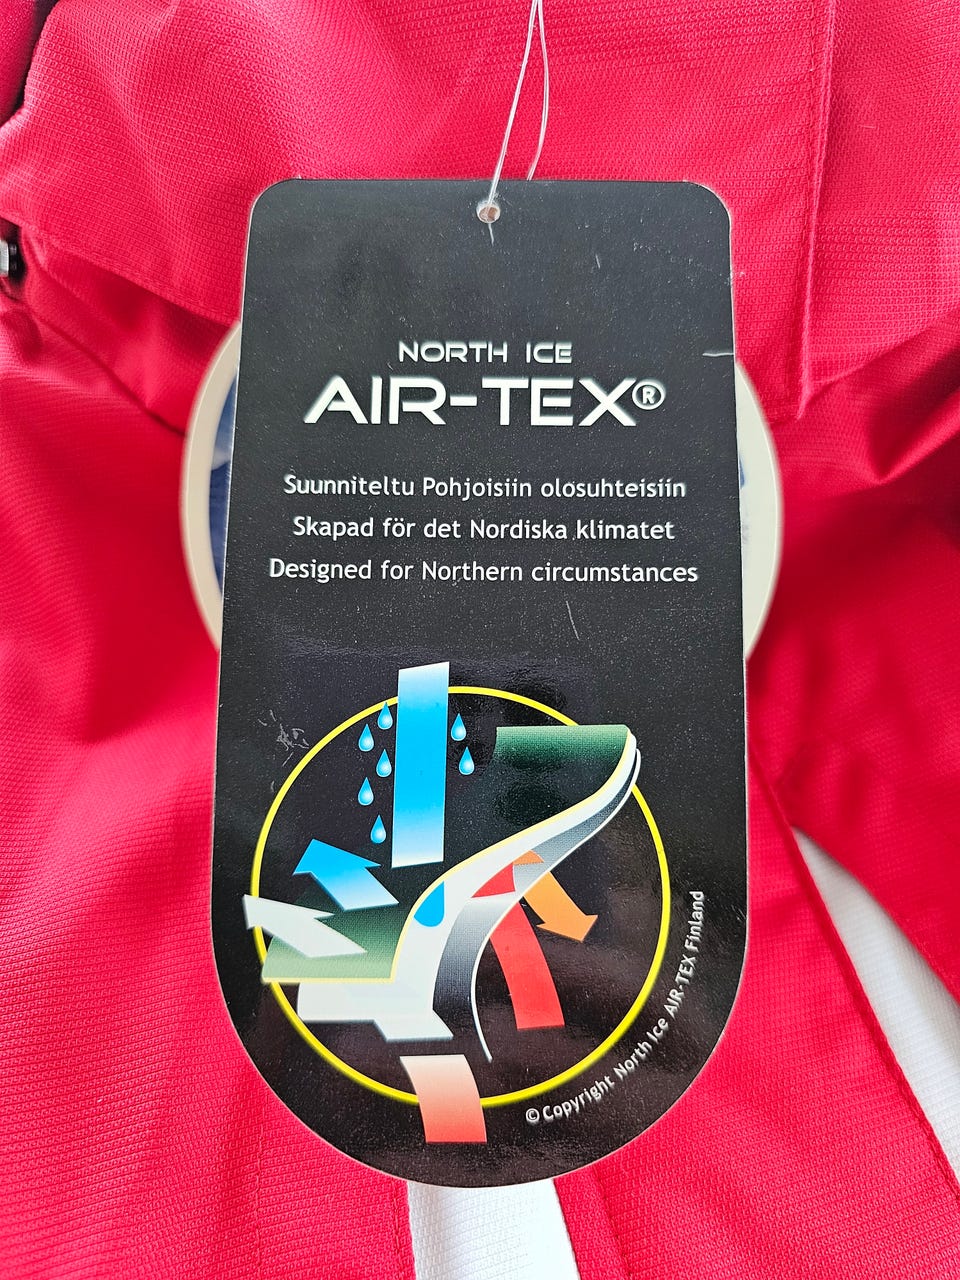 NORTH ICE
AIR-TEX®
Suunniteltu Pohjoisiin olosuhteisiin
Skapad för det Nordiska klimatet
Designed for Northern circumstances
© Copyright North Ice AIR-TEX Finland